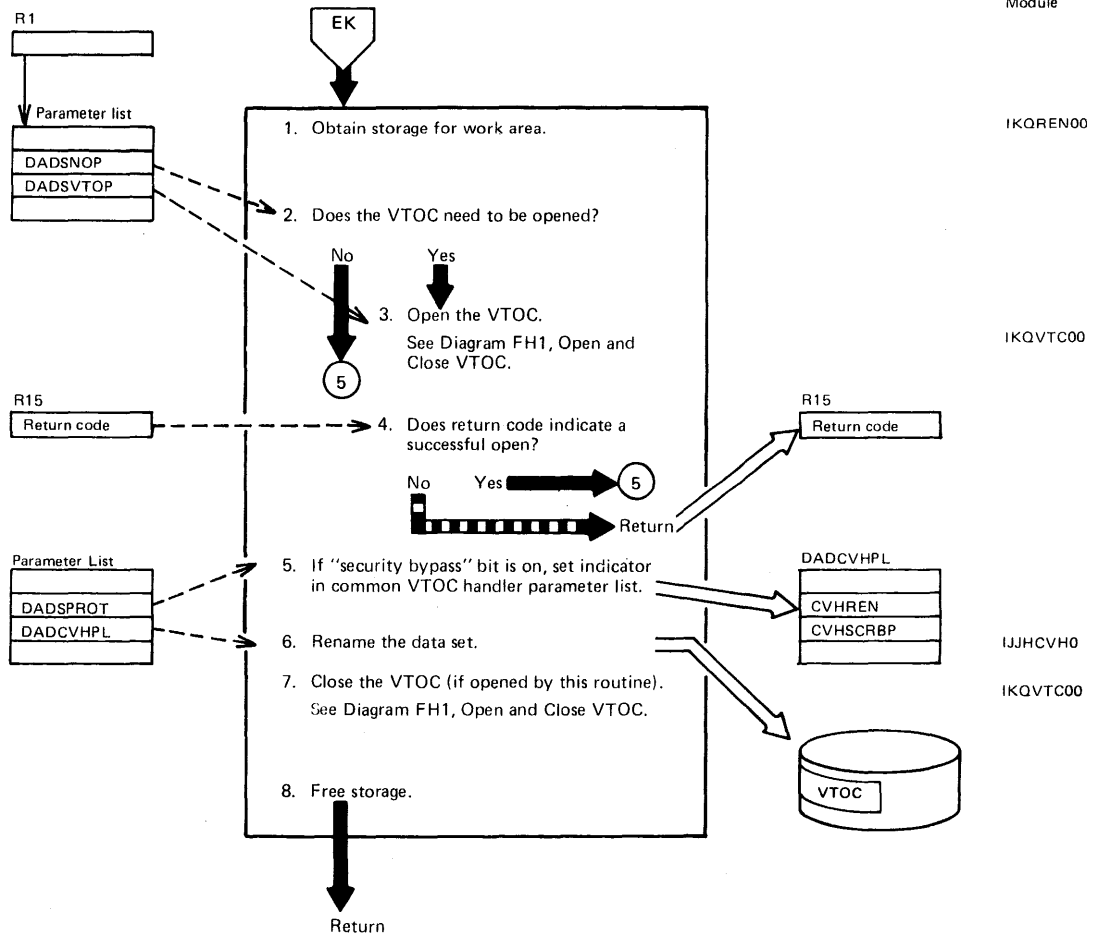 Module
R1
EK
Parameter list
DADSNOP
DADSVTOP
1. Obtain storage for work area.
IKQREN00
2. Does the VTOC need to be opened?
No Yes
3. Open the VTOC.
See Diagram FH1, Open and
Close VTOC.
IKQVTC00
5
R15
Return code
4. Does return code indicate a
successful open?
No Yes 5
Return
R15
Return code
Parameter List
DADSPROT
DADCVHPL
5. If "security bypass" bit is on, set indicator
in common VTOC handler parameter list.
DADCVHPL
CVHREN
CVHSCRBP
6. Rename the data set.
IJJHCVH0
7. Close the VTOC (if opened by this routine).
See Diagram FH1, Open and Close VTOC.
IKQVTC00
VTOC
8. Free storage.
Return